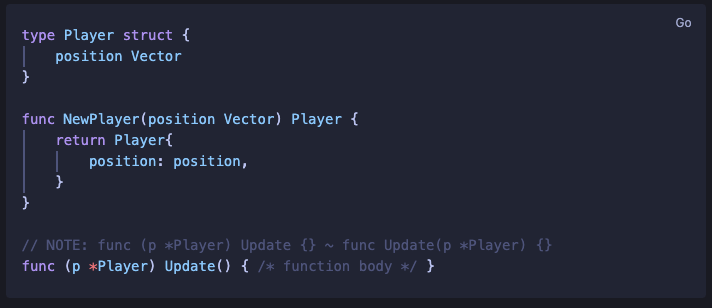 Go
type Player struct {
    position Vector
}

func NewPlayer(position Vector) Player {
    return Player{
        position: position,
    }
}

// NOTE: func (p *Player) Update {} ~ func Update(p *Player) {}
func (p *Player) Update() { /* function body */ }